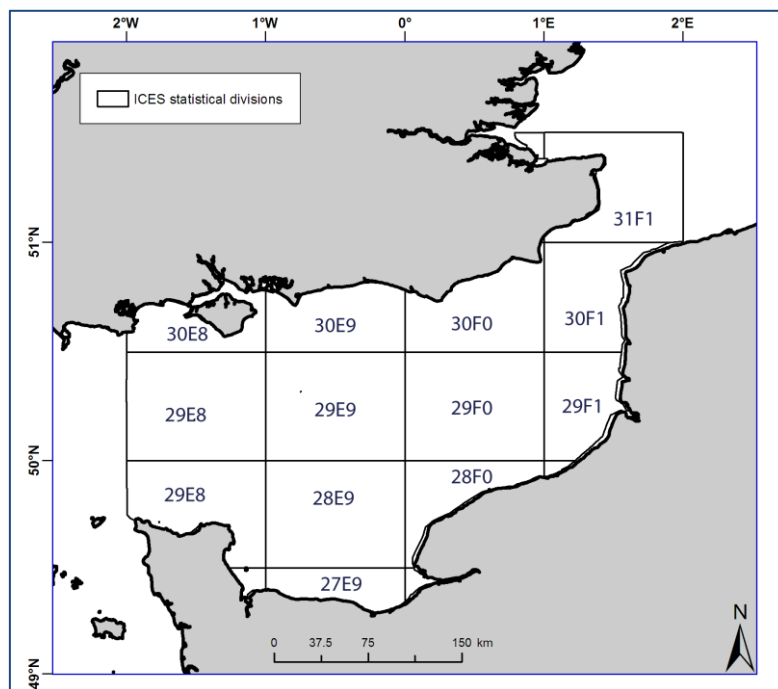 2°W 1°W 0° 1°E 2°E
ICES statistical divisions
31F1
51°N
30E8 30E9 30F0 30F1
29E8 29E9 29F0 29F1
50°N
29E8 28E9 28F0
27E9
N
0 37.5 75 150 km
49°N